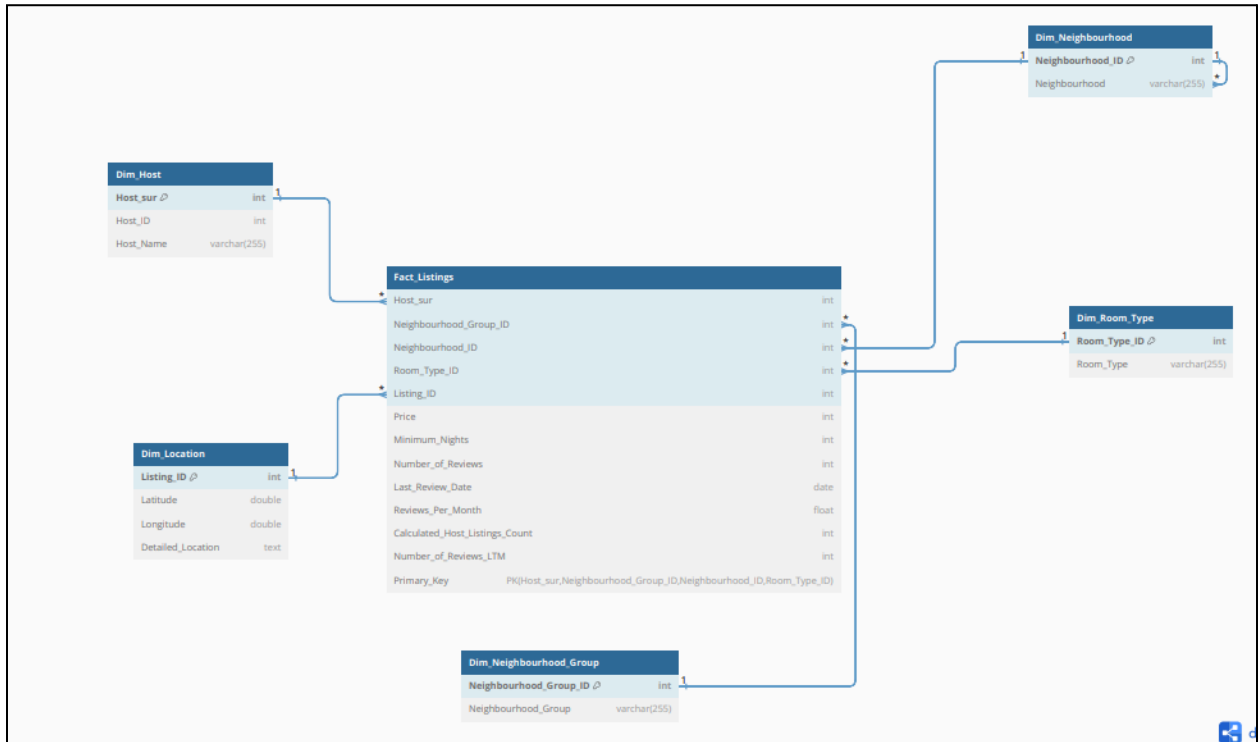 Dim_Neighbourhood
1 Neighbourhood_ID int 1
Neighbourhood varchar(255) *
Dim_Host
Host_sur int 1
Host_ID int
Host_Name varchar(255)
Fact_Listings
* Host_sur int
Neighbourhood_Group_ID int *
Neighbourhood_ID int *
Room_Type_ID int *
* Listing_ID int
Price int
Minimum_Nights int
Number_of_Reviews int
Last_Review_Date date
Reviews_Per_Month float
Calculated_Host_Listings_Count int
Number_of_Reviews_LTM int
Primary_Key PK(Host_sur,Neighbourhood_Group_ID,Neighbourhood_ID,Room_Type_ID)
Dim_Room_Type
1 Room_Type_ID int
Room_Type varchar(255)
Dim_Location
Listing_ID int 1
Latitude double
Longitude double
Detailed_Location text
Dim_Neighbourhood_Group
Neighbourhood_Group_ID int 1
Neighbourhood_Group varchar(255)